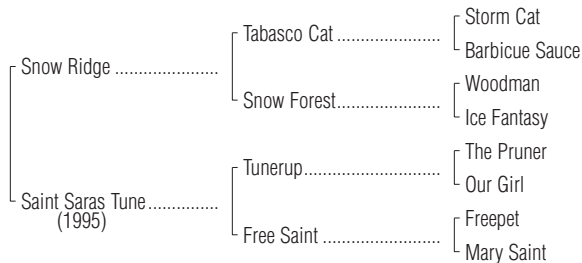 Storm Cat
Tabasco Cat ......................
Barbicue Sauce
Snow Ridge ......................
Woodman
Snow Forest......................
Ice Fantasy
The Pruner
Tunerup.............................
Our Girl
Saint Saras Tune ...............
(1995)
Freepet
Free Saint .........................
Mary Saint